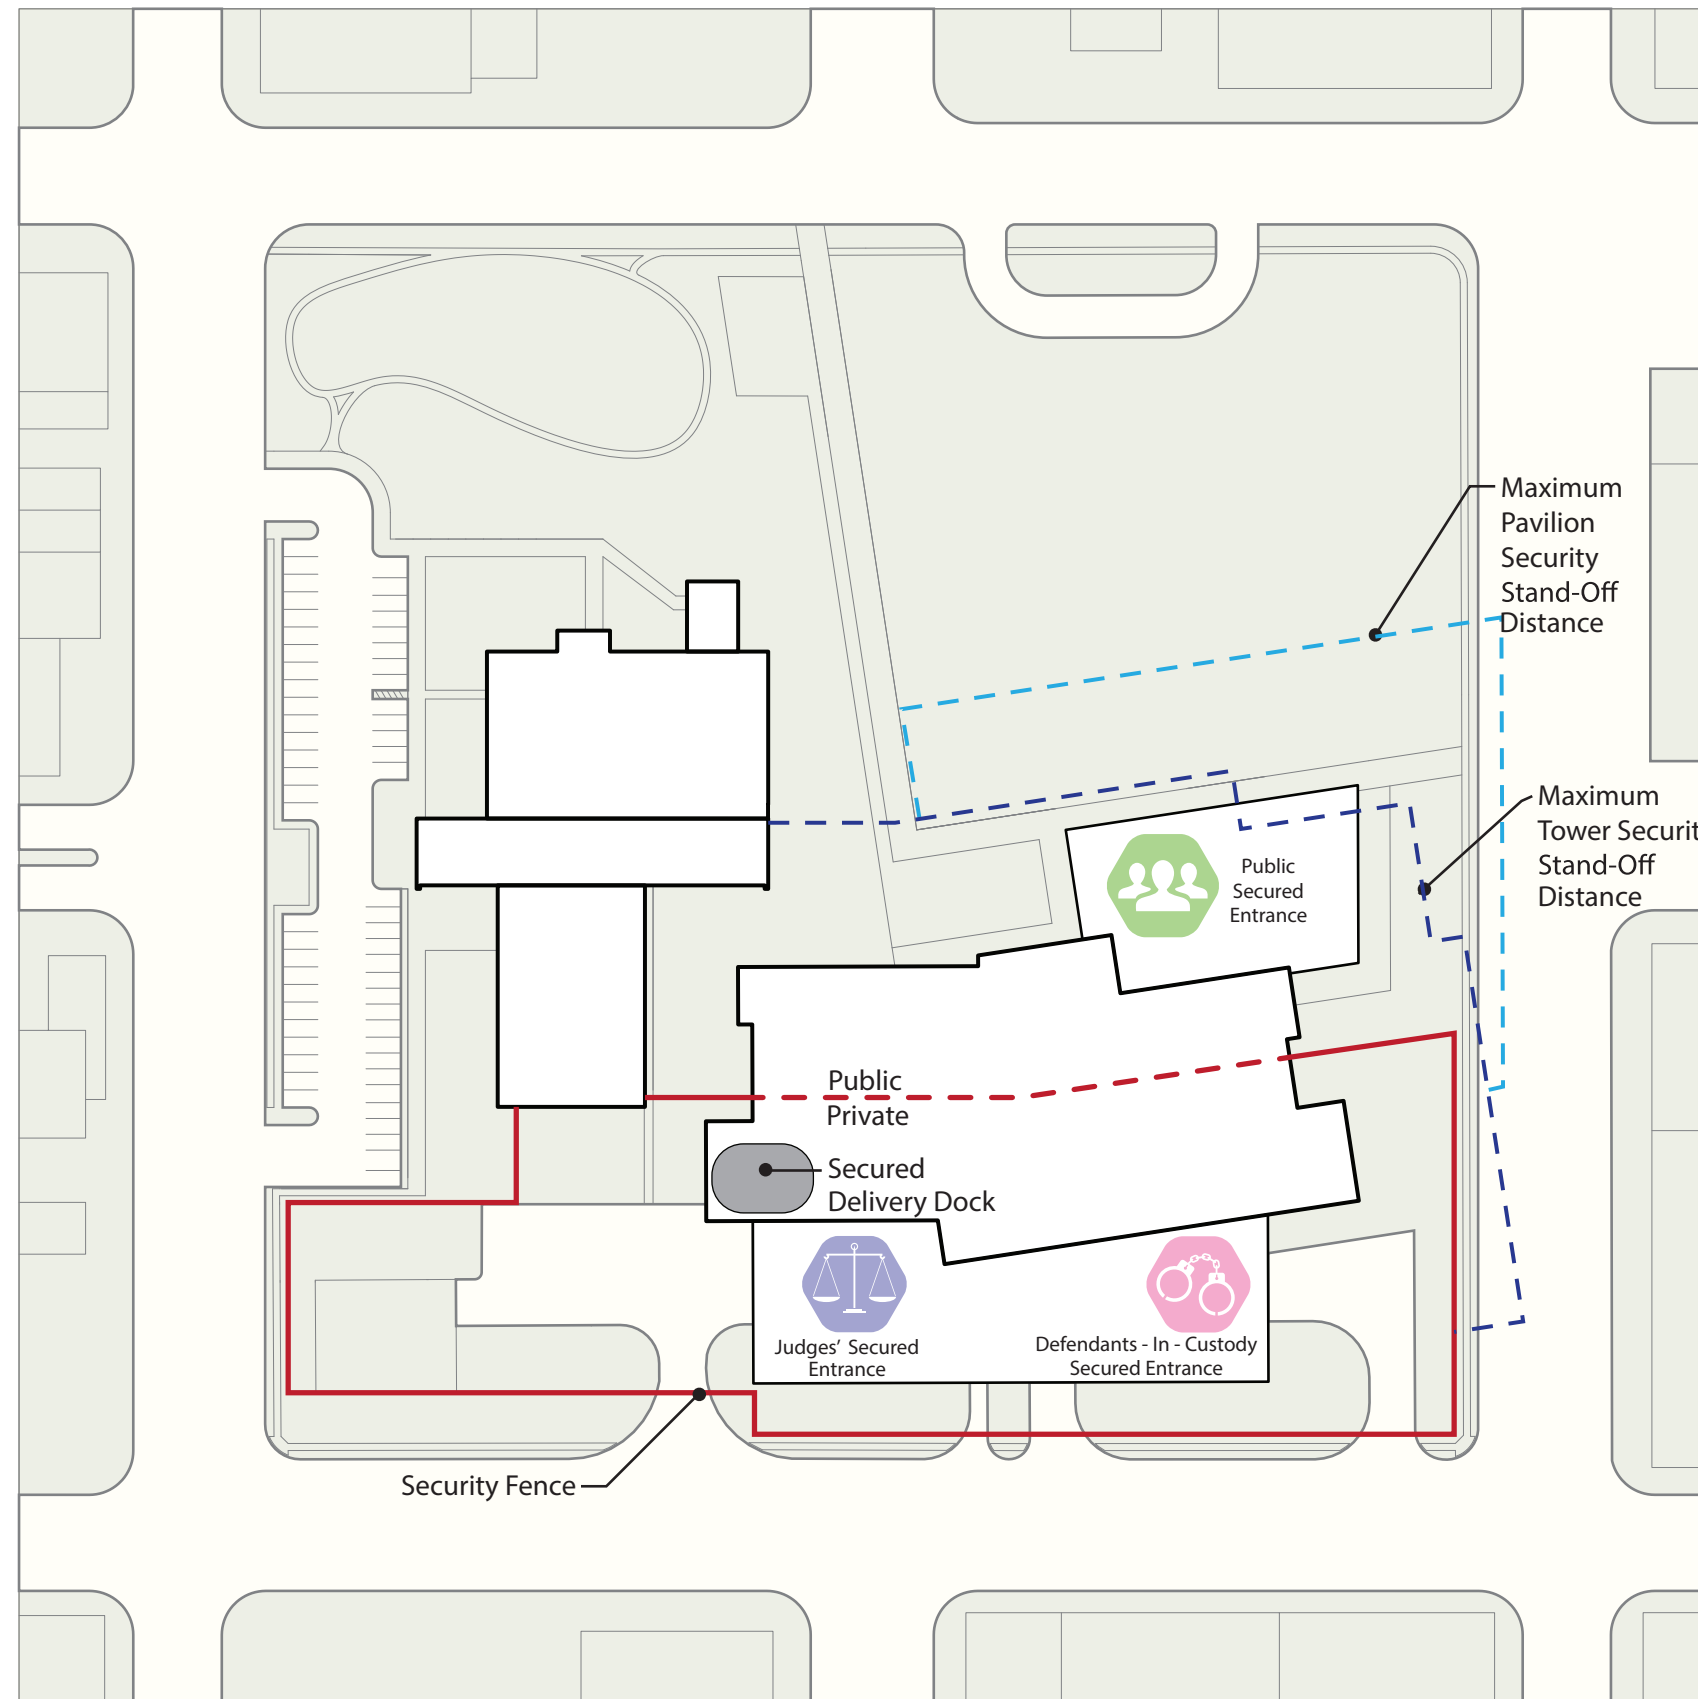 Maximum
Pavilion
Security
Stand-Off
Distance
Maximum
Tower Securit
Stand-Off
Distance
Public
Secured
Entrance
Public
Private
Secured
Delivery Dock
Judges' Secured
Entrance
Defendants - In - Custody
Secured Entrance
Security Fence